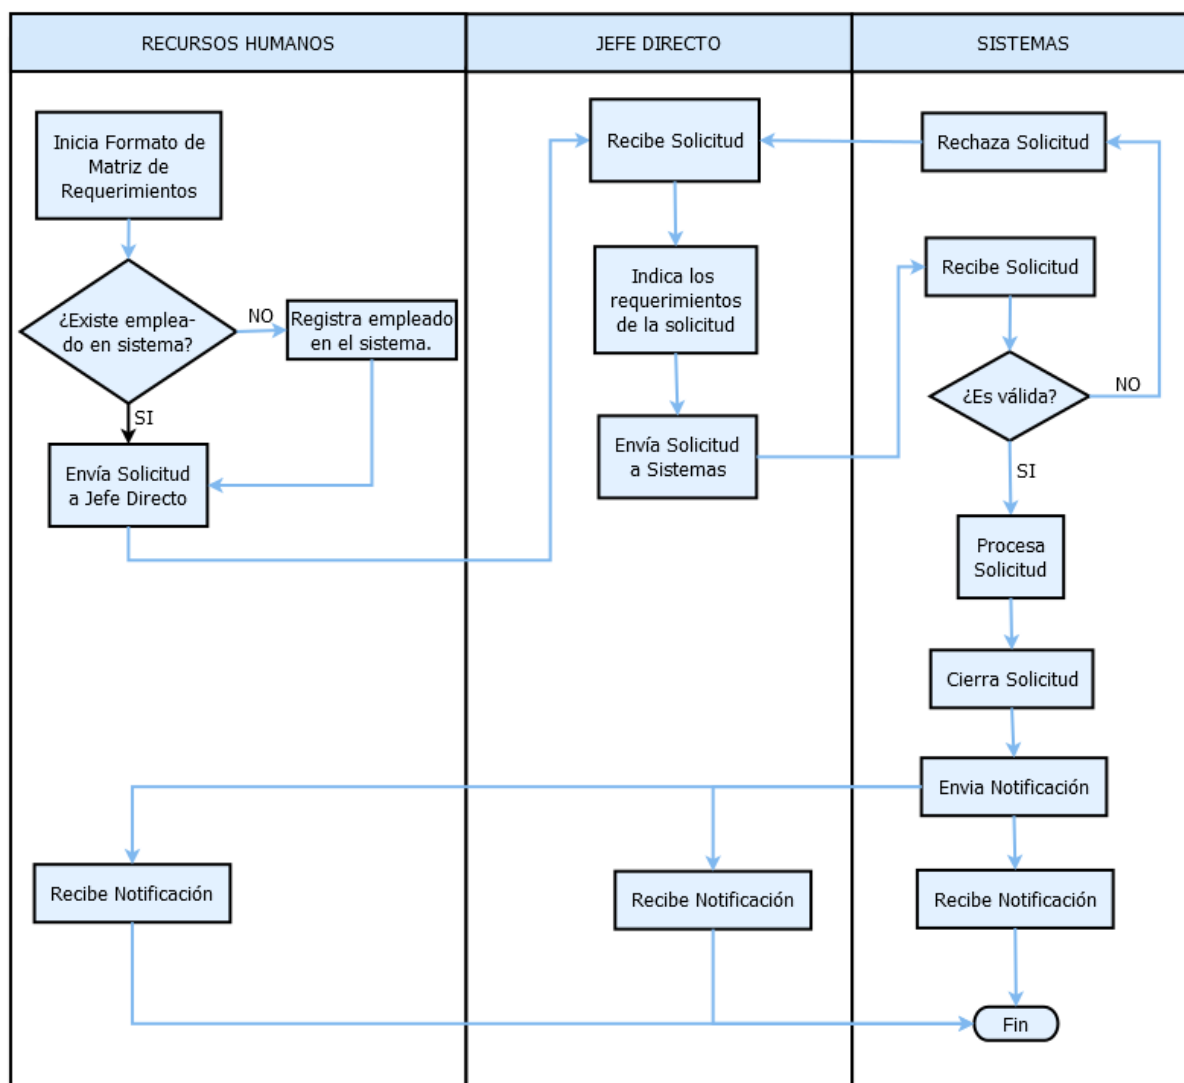 RECURSOS HUMANOS
JEFE DIRECTO
SISTEMAS
Inicia Formato de
Matriz de
Requerimientos
¿Existe emplea-
do en sistema?
NO
Registra empleado
en el sistema.
SI
Envía Solicitud
a Jefe Directo
Recibe Solicitud
Indica los
requerimientos
de la solicitud
Envía Solicitud
a Sistemas
Rechaza Solicitud
Recibe Solicitud
¿Es válida?
NO
SI
Procesa
Solicitud
Cierra Solicitud
Envia Notificación
Recibe Notificación
Recibe Notificación
Recibe Notificación
Fin